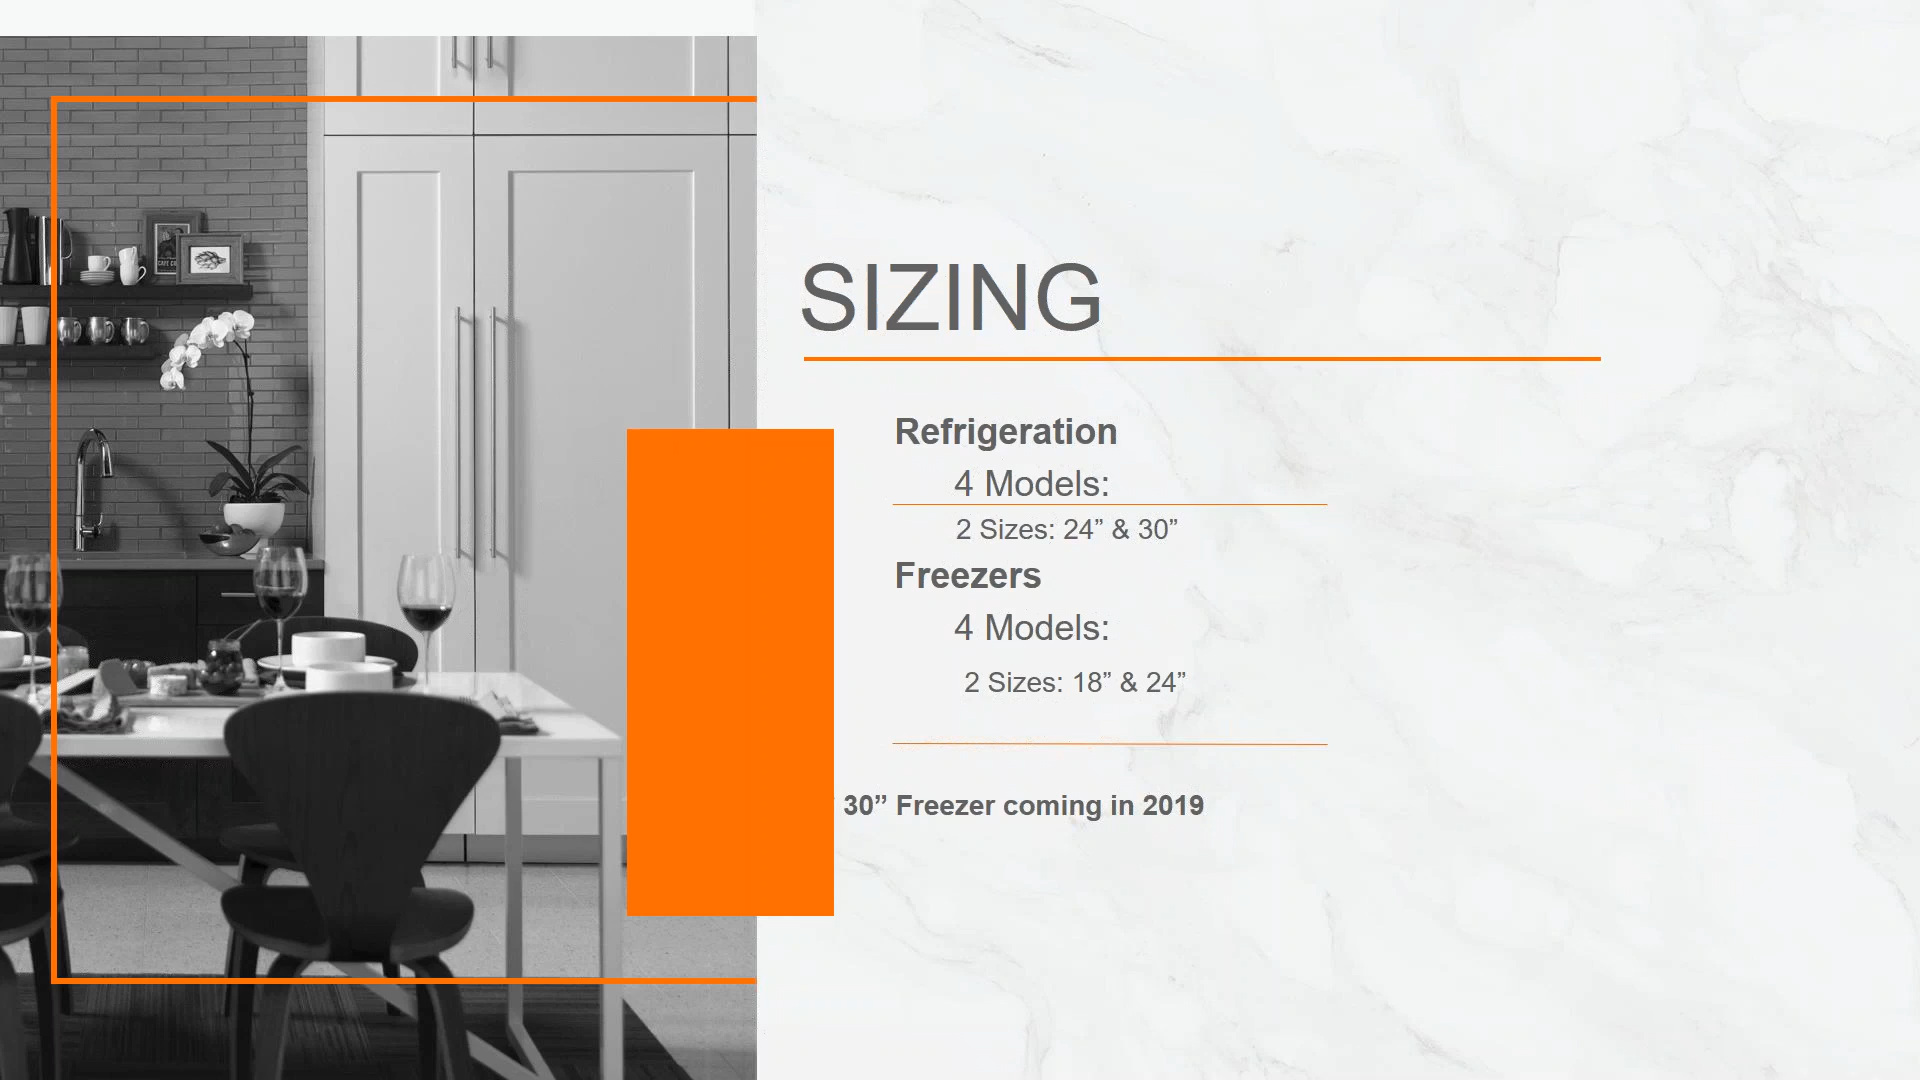 SIZING
Refrigeration
4 Models:
2 Sizes: 24” & 30”
Freezers
4 Models:
2 Sizes: 18” & 24”
30” Freezer coming in 2019